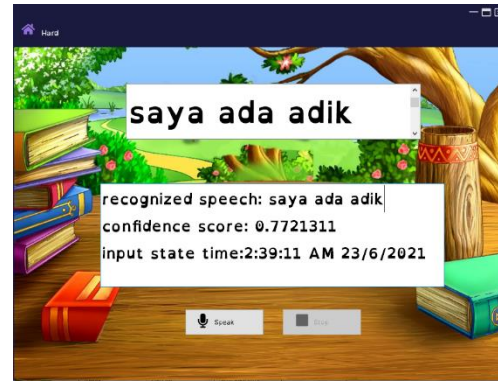 Hard
saya ada adik
recognized speech: saya ada adik
confidence score: 0.7721311
input state time:2:39:11 AM 23/6/2021
Speak
Stop